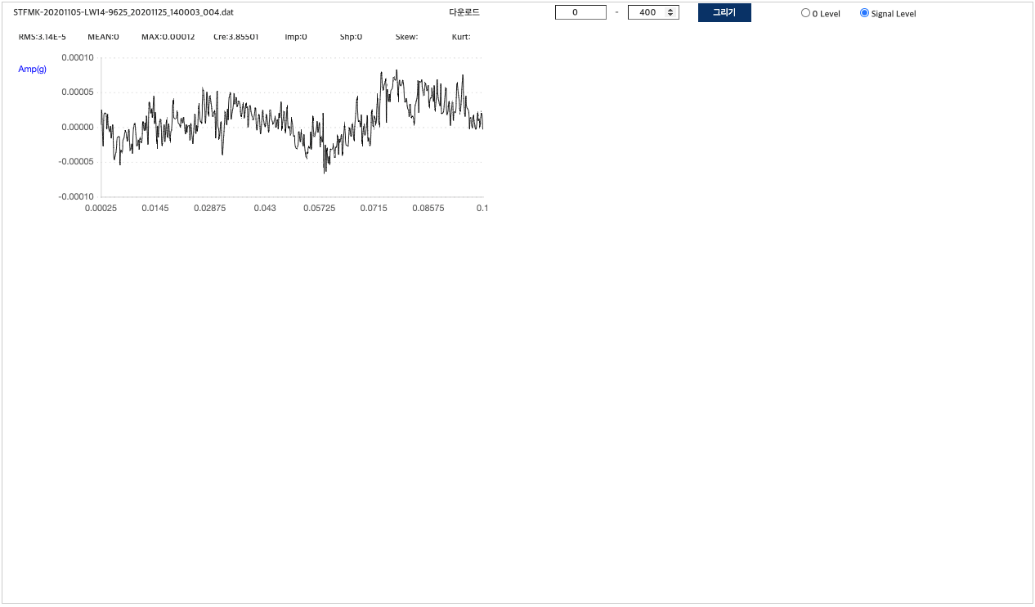 STFMK-20201105-LW14-9625_20201125_140003_004.dat 다운로드 0 - 400 그리기 0 Level Signal Level
RMS:3.14E-5 MEAN:0 MAX:0.00012 Cre:3.85501 Imp:0 Shp:0 Skew: Kurt:
Amp(g)
0.00010
0.00005
0.00000
-0.00005
-0.00010
0.00025 0.0145 0.02875 0.043 0.05725 0.0715 0.08575 0.1